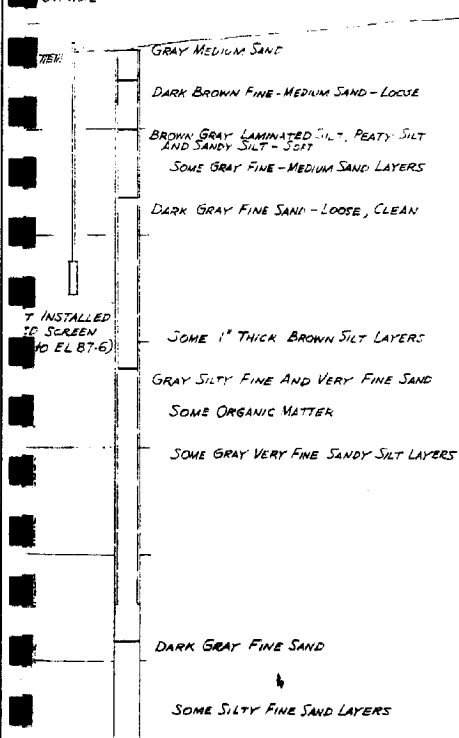 GRAY MEDIUM SAND
DARK BROWN FINE-MEDIUM SAND-LOOSE
BROWN GRAY LAMINATED SILT, PEATY SILT
AND SANDY SILT - SOFT
SOME GRAY FINE-MEDIUM SAND LAYERS
DARK GRAY FINE SAND-LOOSE, CLEAN
T INSTALLED
SCREEN
TO EL 87.6)
SOME 1" THICK BROWN SILT LAYERS
GRAY SILTY FINE AND VERY FINE SAND
SOME ORGANIC MATTER
SOME GRAY VERY FINE SANDY SILT LAYERS
DARK GRAY FINE SAND
SOME SILTY FINE SAND LAYERS